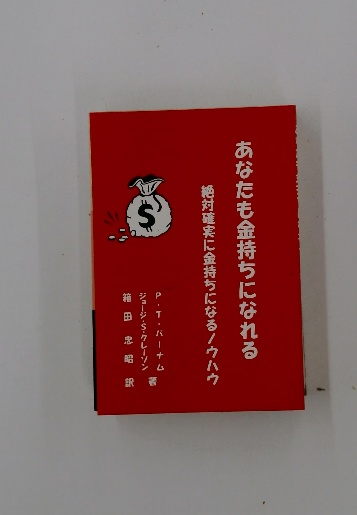 あなたも金持ちになれる
絶対確実に金持ちになるノウハウ
P・T・バーナム
ジョージ・S・クレーソン
著
箱田忠昭 訳
$